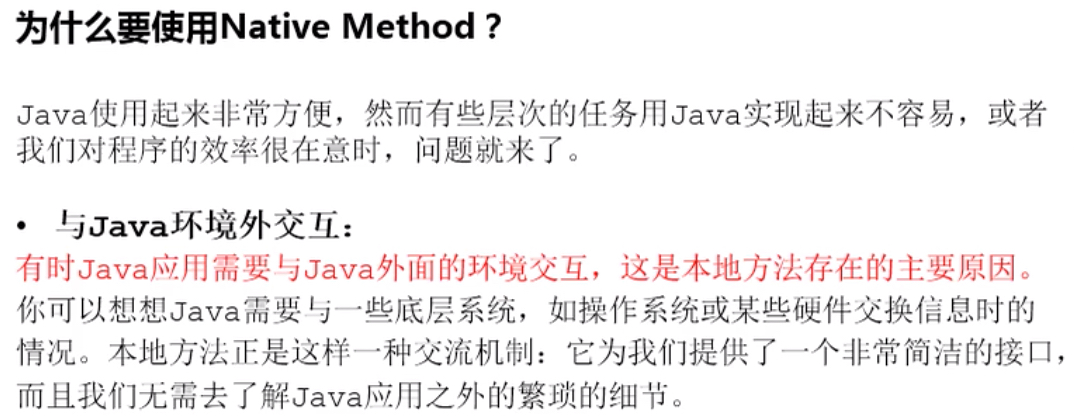 为什么要使用Native Method？
Java使用起来非常方便，然而有些层次的任务用Java实现起来不容易，或者
我们对程序的效率很在意时，问题就来了。
• 与Java环境外交互：
有时Java应用需要与Java外面的环境交互，这是本地方法存在的主要原因。
你可以想想Java需要与一些底层系统，如操作系统或某些硬件交换信息时的
情况。本地方法正是这样一种交流机制：它为我们提供了一个非常简洁的接口，
而且我们无需去了解Java应用之外的繁琐的细节。